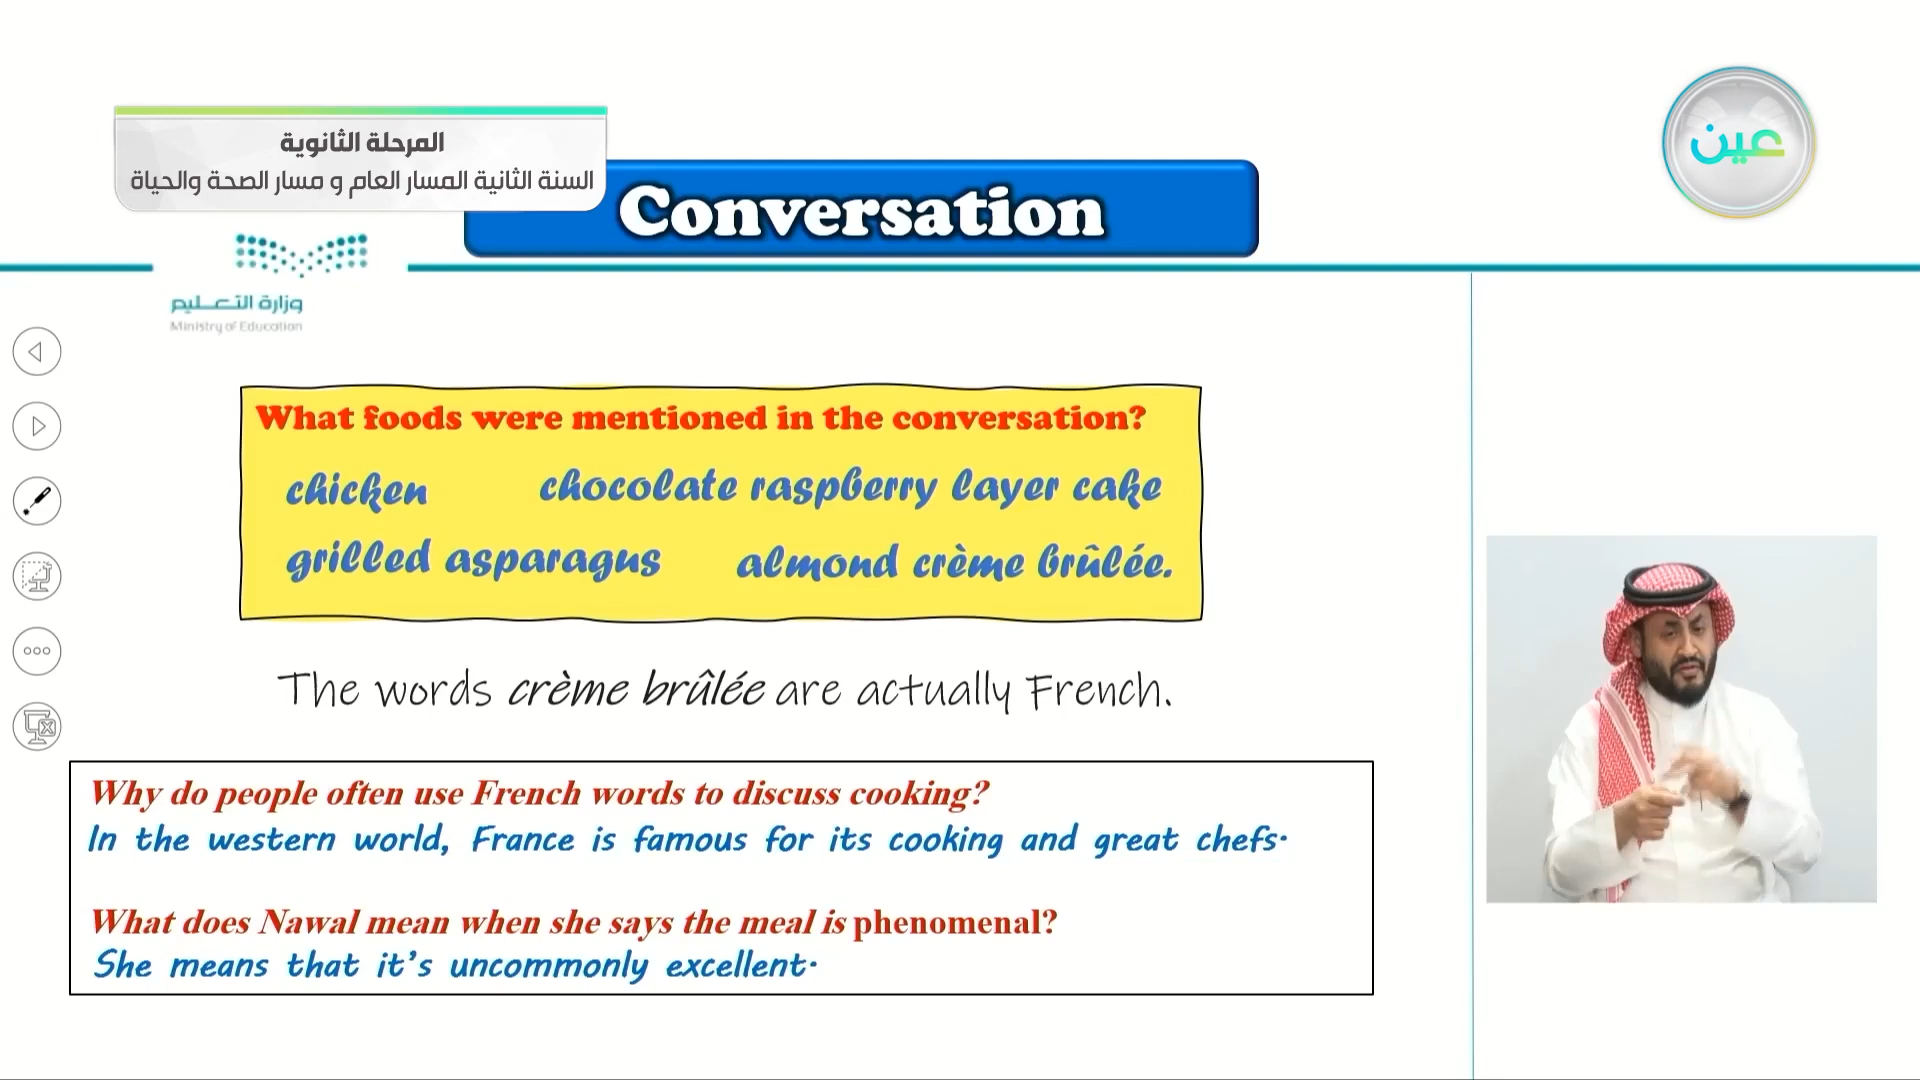 المرحلة الثانوية
السنة الثانية المسار العام و مسار الصحة والحياة
عين
Conversation
وزارة التعليم
Ministry of Education
What foods were mentioned in the conversation?
chicken chocolate raspberry layer cake
grilled asparagus almond crème brûlée.
The words crème brûlée are actually French.
Why do people often use French words to discuss cooking?
In the western world, France is famous for its cooking and great chefs.
What does Nawal mean when she says the meal is phenomenal?
She means that it's uncommonly excellent.